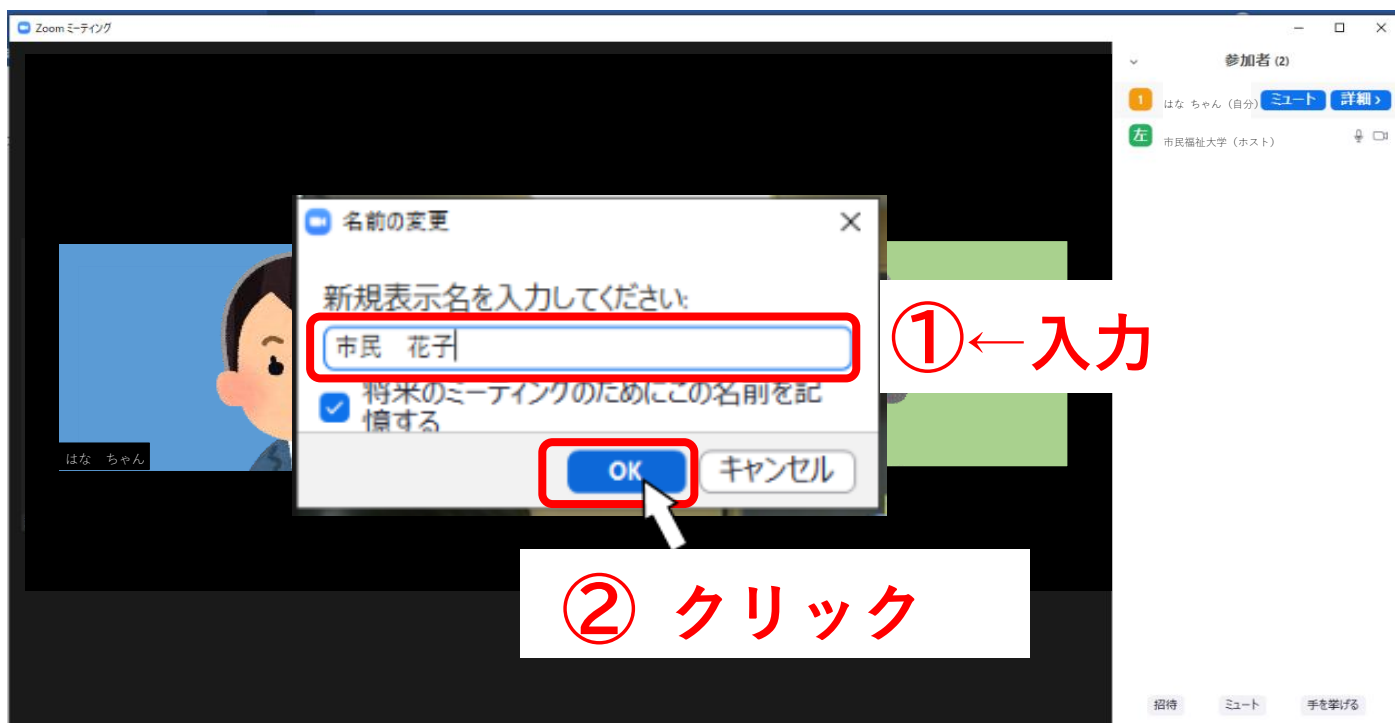 Zoom ミーティング
参加者 (2)
1 はな ちゃん（自分） ミュート 詳細 ›
左 市民福祉大学（ホスト）
名前の変更
新規表示名を入力してください:
市民　花子
①←入力
将来のミーティングのためにこの名前を記
憶する
はな ちゃん
OK キャンセル
② クリック
招待 ミュート 手を挙げる